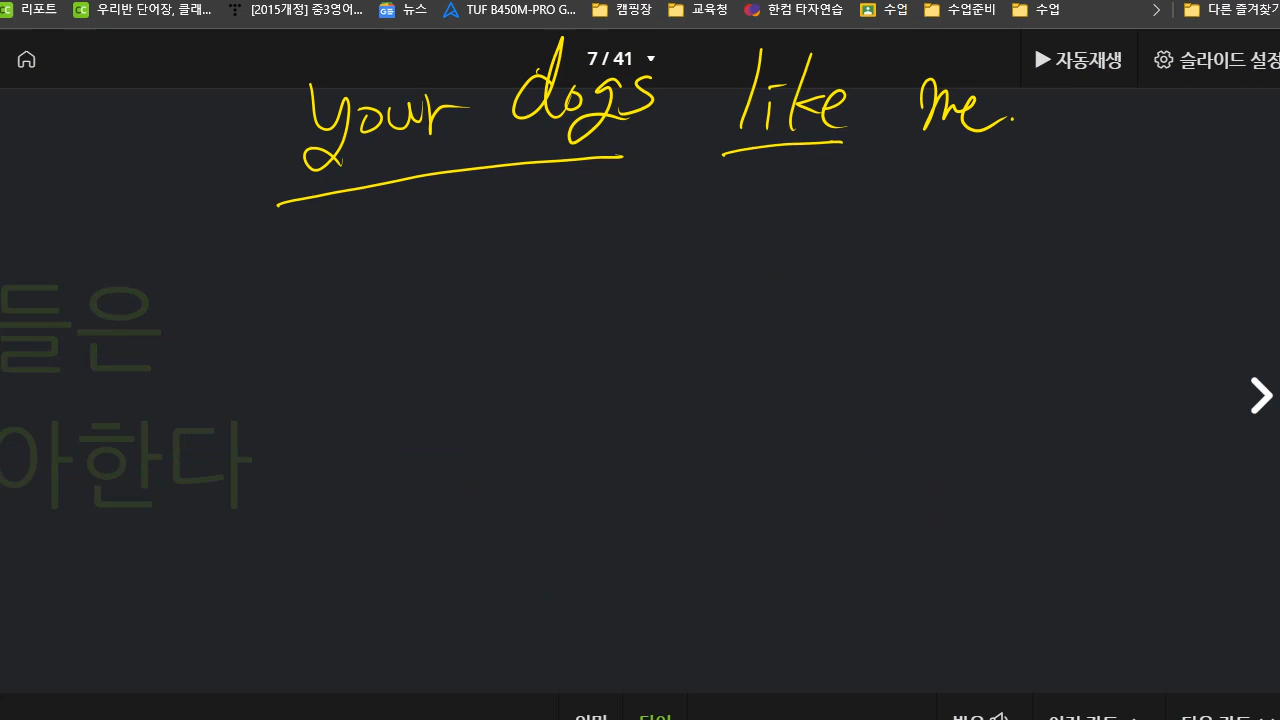 리포트 우리반 단어장, 클래... [2015개정] 중3영어... 뉴스 TUF B450M-PRO G... 캠핑장 교육청 한컴 타자연습 수업 수업준비 수업 다른 즐겨찾기
7 / 41 자동재생 슬라이드 설정
your dogs like me.
들은
아한다